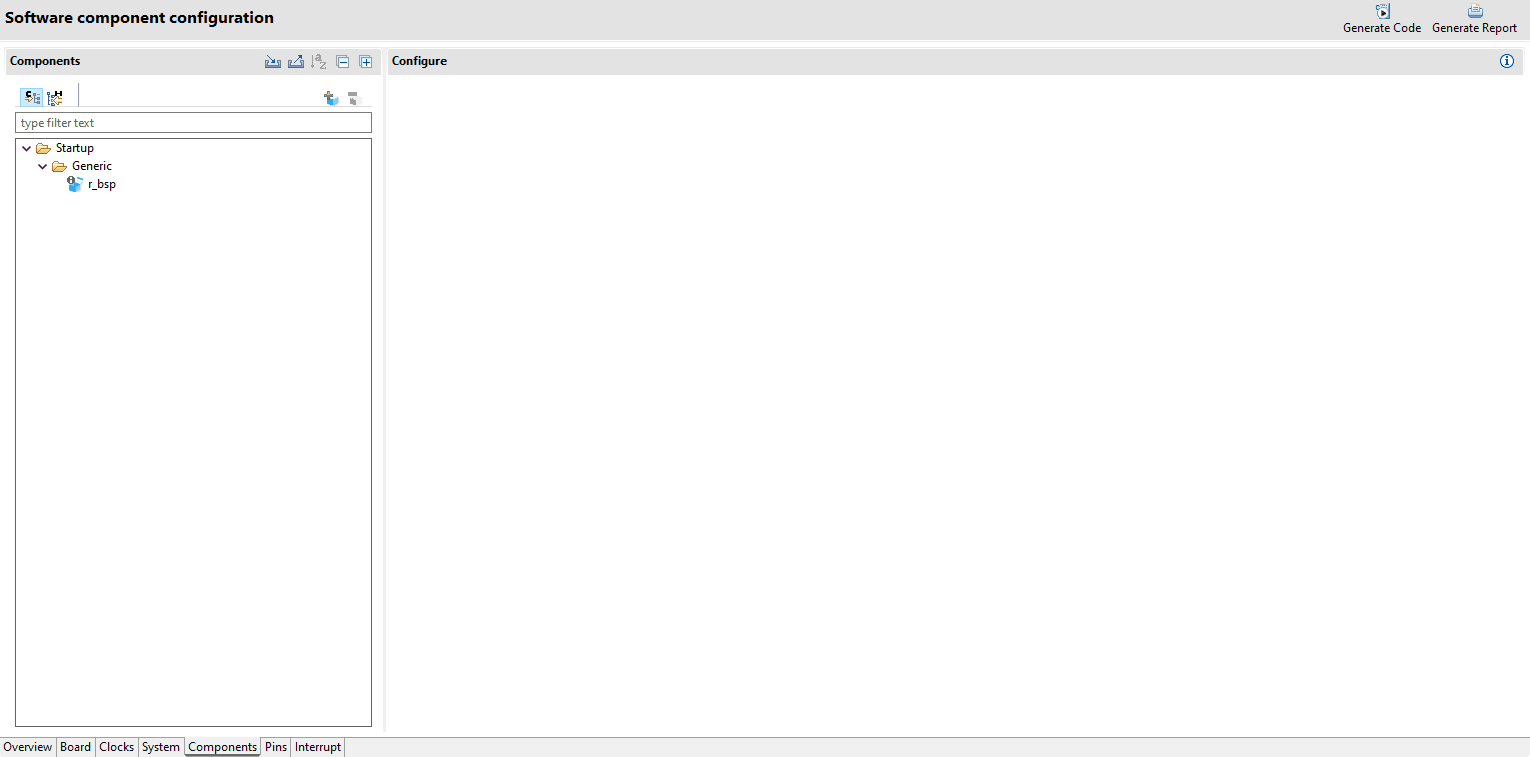 Software component configuration
Generate Code
Generate Report
Components
Configure
type filter text
Startup
Generic
r_bsp
Overview
Board
Clocks
System
Components
Pins
Interrupt